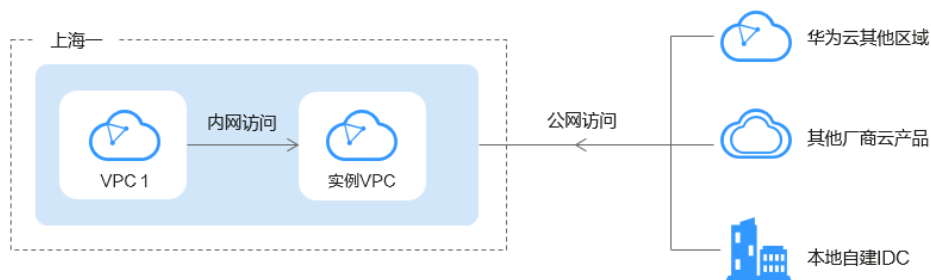 上海一
VPC 1
内网访问
实例VPC
公网访问
华为云其他区域
其他厂商云产品
本地自建IDC